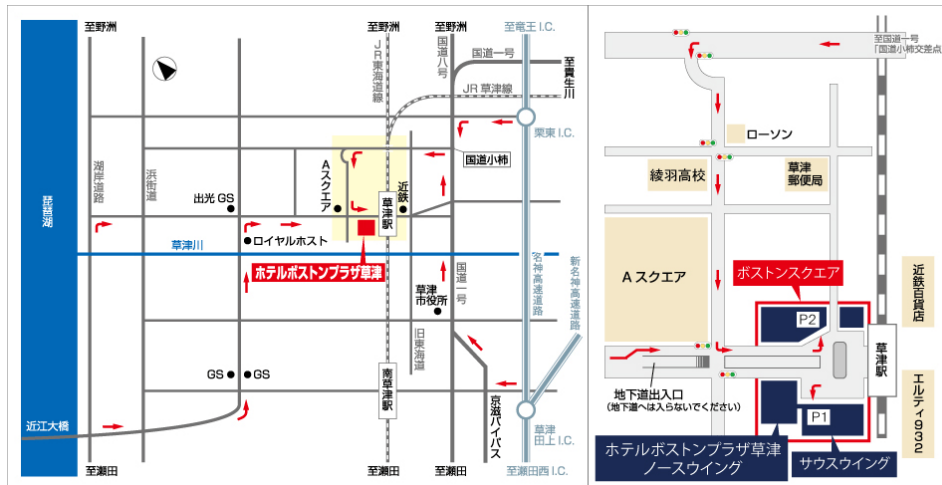 至野洲
至野洲
至野洲
至竜王 I.C.
国道八号
JR東海道線
国道一号
至貴生川
JR草津線
栗東 I.C.
国道小柿
湖岸道路
浜街道
Aスクエア
近鉄
出光 GS
草津駅
琵琶湖
ロイヤルホスト
草津川
ホテルボストンプラザ草津
国道一号
名神高速道路
新名神高速道路
草津
市役所
旧東海道
GS
GS
南草津駅
京滋バイパス
近江大橋
草津
田上 I.C.
至瀬田
至瀬田
至瀬田
至瀬田西 I.C.
至国道一号
「国道小柿交差点」
ローソン
綾羽高校
草津
郵便局
Aスクエア
ボストンスクエア
近鉄百貨店
P2
草津駅
地下道出入口
(地下道へは入らないでください)
P1
エルティ932
ホテルボストンプラザ草津
ノースウイング
サウスウイング